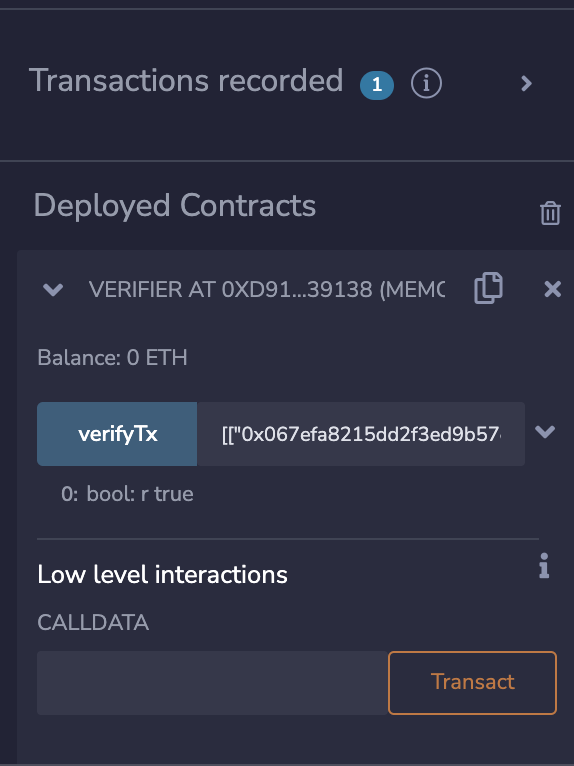 Transactions recorded 1 i
Deployed Contracts
VERIFIER AT 0XD91...39138 (MEMO
Balance: 0 ETH
verifyTx [["0x067efa8215dd2f3ed9b57
0: bool: r true
Low level interactions i
CALLDATA
Transact